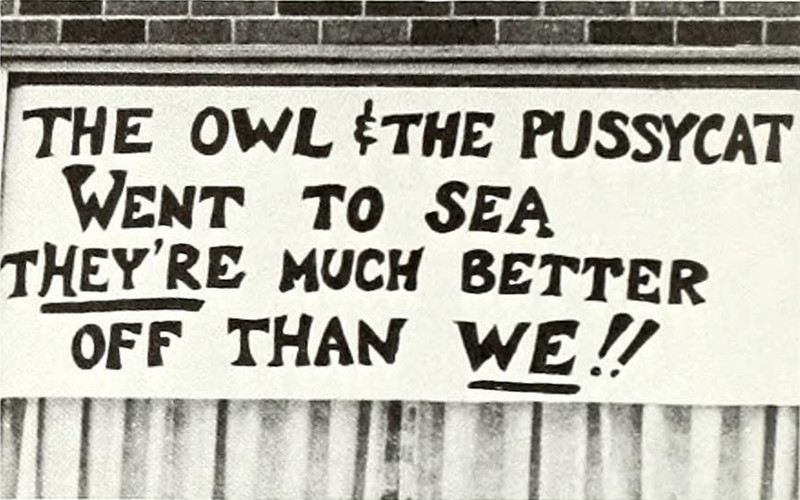 THE OWL & THE PUSSYCAT
WENT TO SEA
THEY'RE MUCH BETTER
OFF THAN WE!!